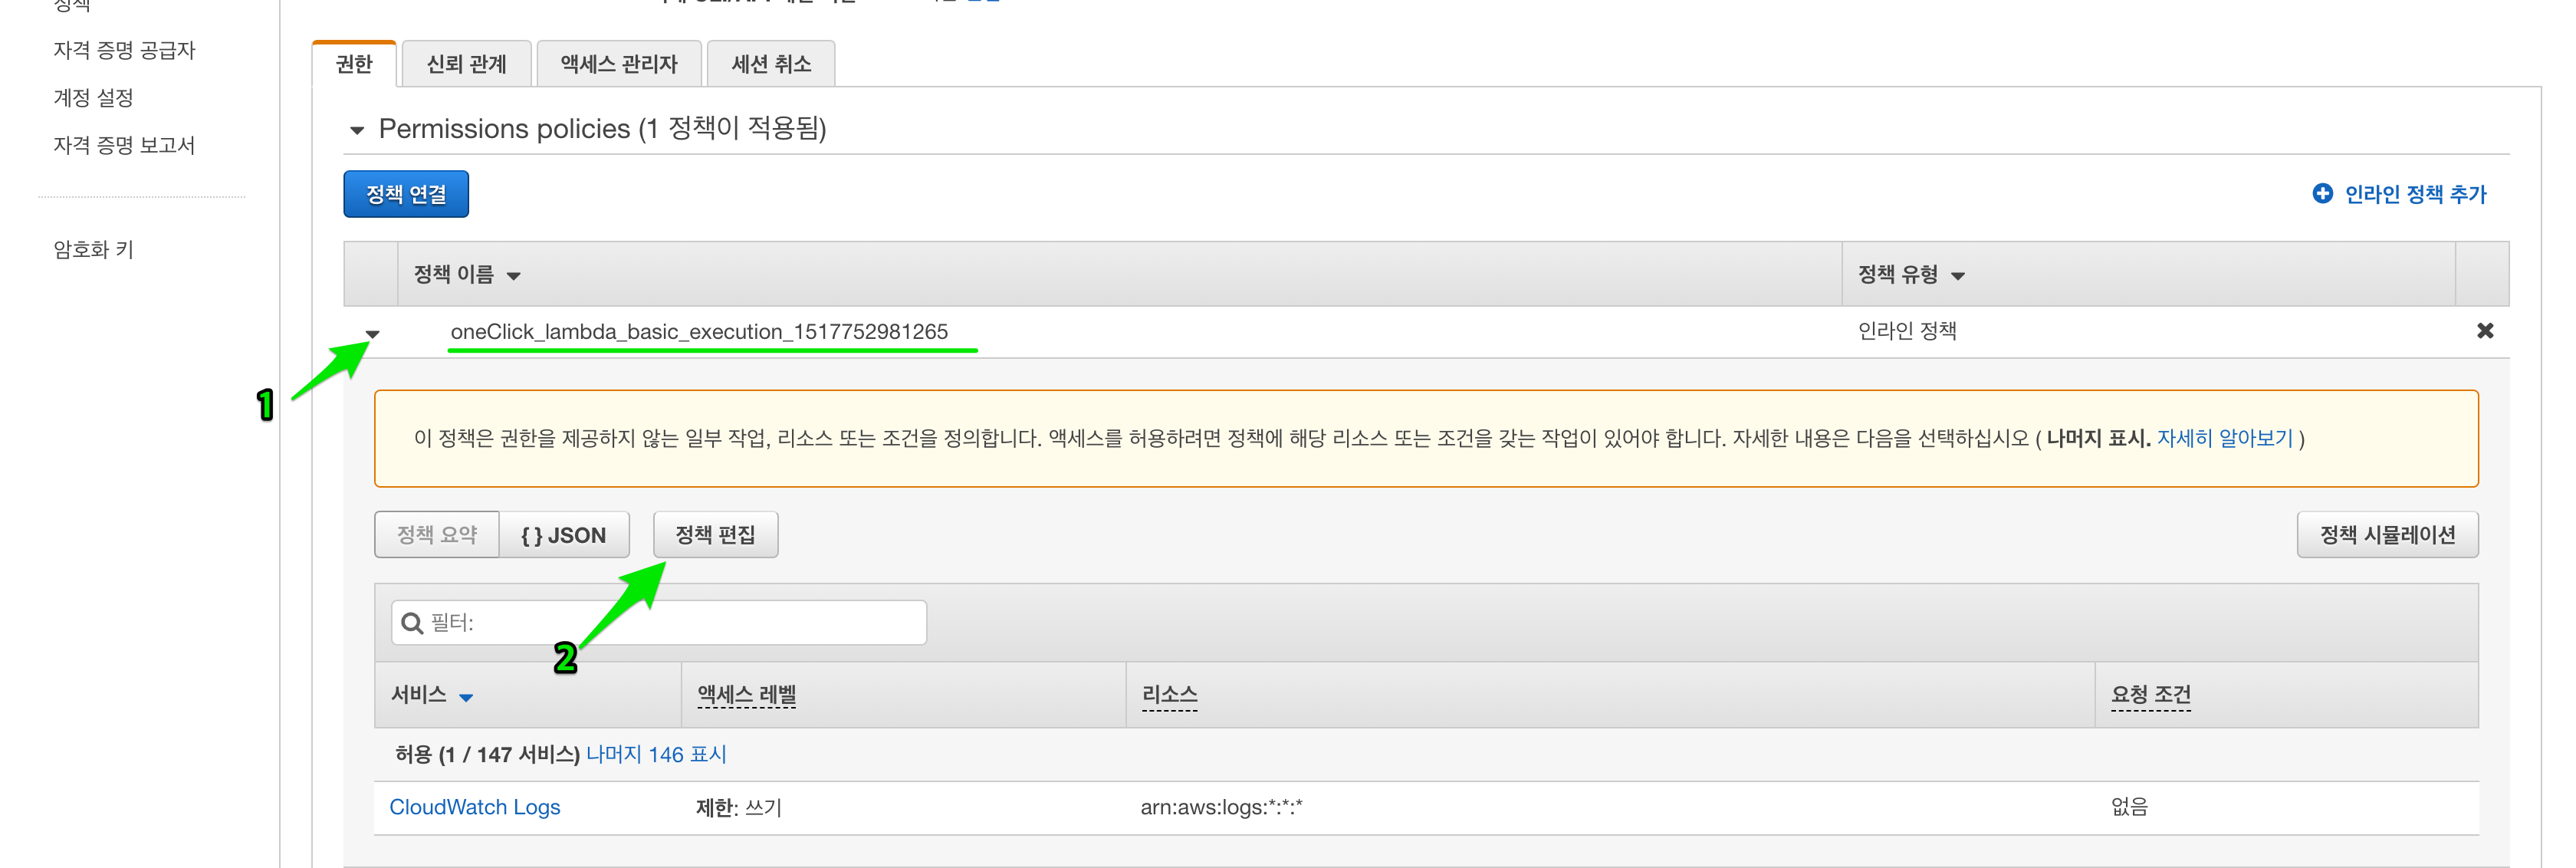 정책
자격 증명 공급자
계정 설정
자격 증명 보고서
암호화 키
권한 신뢰 관계 액세스 관리자 세션 취소
Permissions policies (1 정책이 적용됨)
정책 연결 인라인 정책 추가
정책 이름 정책 유형
oneClick_lambda_basic_execution_1517752981265 인라인 정책
1
이 정책은 권한을 제공하지 않는 일부 작업, 리소스 또는 조건을 정의합니다. 액세스를 허용하려면 정책에 해당 리소스 또는 조건을 갖는 작업이 있어야 합니다. 자세한 내용은 다음을 선택하십시오 ( 나머지 표시. 자세히 알아보기 )
정책 요약 { } JSON 정책 편집 정책 시뮬레이션
필터:
2
서비스 액세스 레벨 리소스 요청 조건
허용 (1 / 147 서비스) 나머지 146 표시
CloudWatch Logs 제한: 쓰기 arn:aws:logs:*:*:* 없음